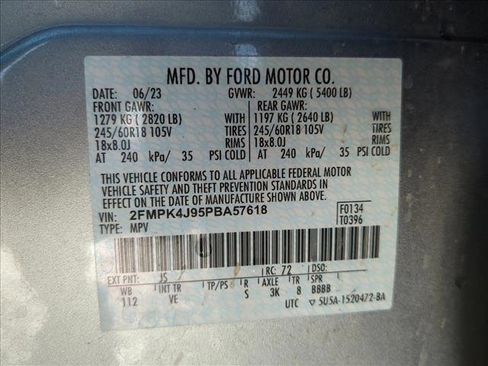 MFD. BY FORD MOTOR CO.
DATE: 06/23 GVWR: 2449 KG ( 5400 LB)
FRONT GAWR: REAR GAWR:
1279 KG ( 2820 LB) WITH 1197 KG ( 2640 LB) WITH
245/60R18 105V TIRES 245/60R18 105V TIRES
18x8.0J RIMS 18x8.0J RIMS
AT 240 kPa/ 35 PSI COLD AT 240 kPa/ 35 PSI COLD
THIS VEHICLE CONFORMS TO ALL APPLICABLE FEDERAL MOTOR
VEHICLE SAFETY AND THEFT PREVENTION STANDARDS IN
EFFECT ON THE DATE OF MANUFACTURE SHOWN ABOVE.
VIN: 2FMPK4J95PBA57618 F0134
TYPE: MPV T0396
EXT PNT: JS RC: 72 DSO:
WB INT TR TP/PS R AXLE TR SPR
112 VE S 3K 8 BBBB
UTC 5U5A-1520472-BA